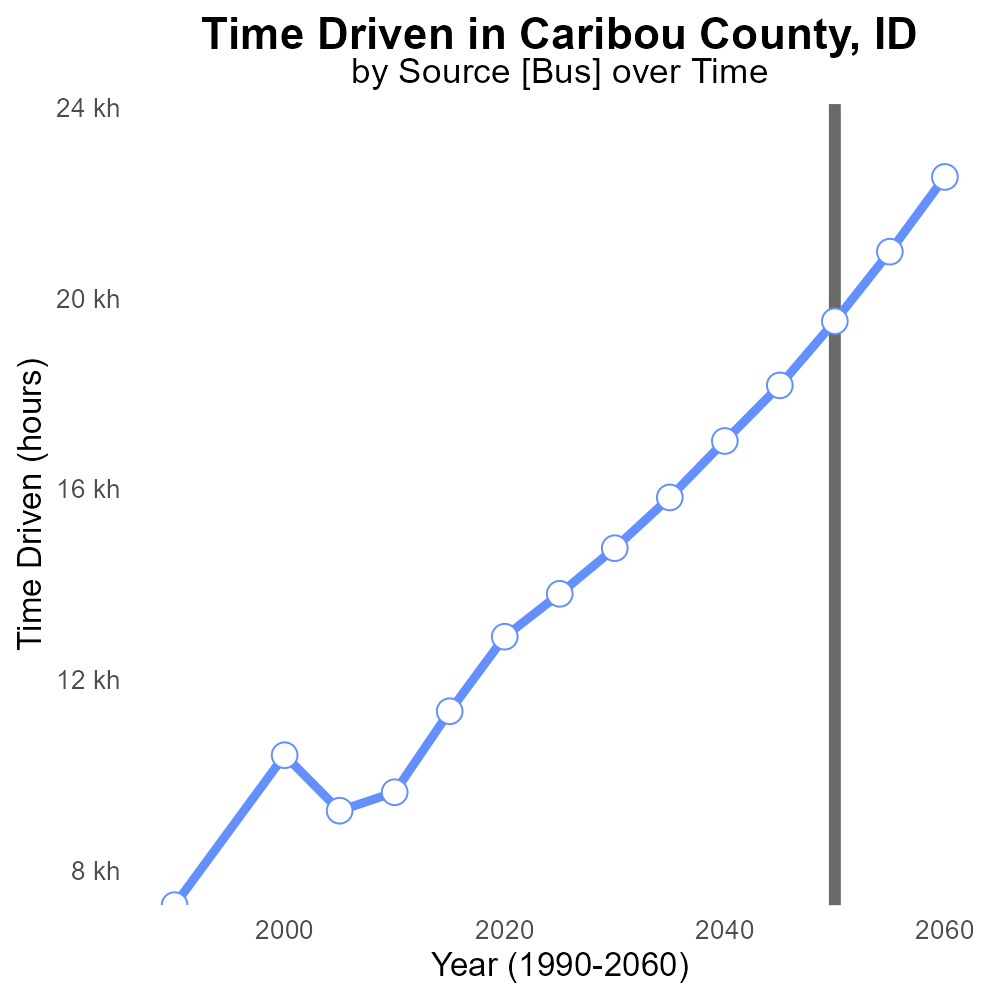 Time Driven in Caribou County, ID
by Source [Bus] over Time
24 kh
20 kh
16 kh
12 kh
8 kh
Time Driven (hours)
2000
2020
2040
2060
Year (1990-2060)